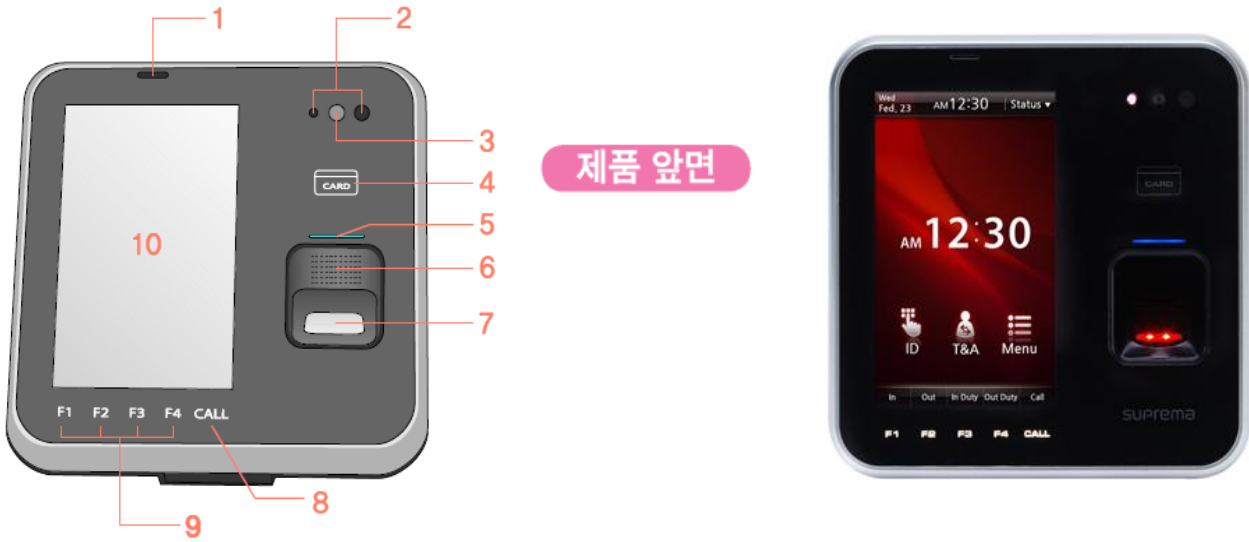 1
2
3
4
CARD
5
6
7
10
F1 F2 F3 F4 CALL
8
9
제품 앞면
Wed
Fed, 23 AM 12:30 Status ▾
CARD
AM 12:30
ID T&A Menu
In Out In Duty Out Duty Call
suprema
F1 F2 F3 F4 CALL